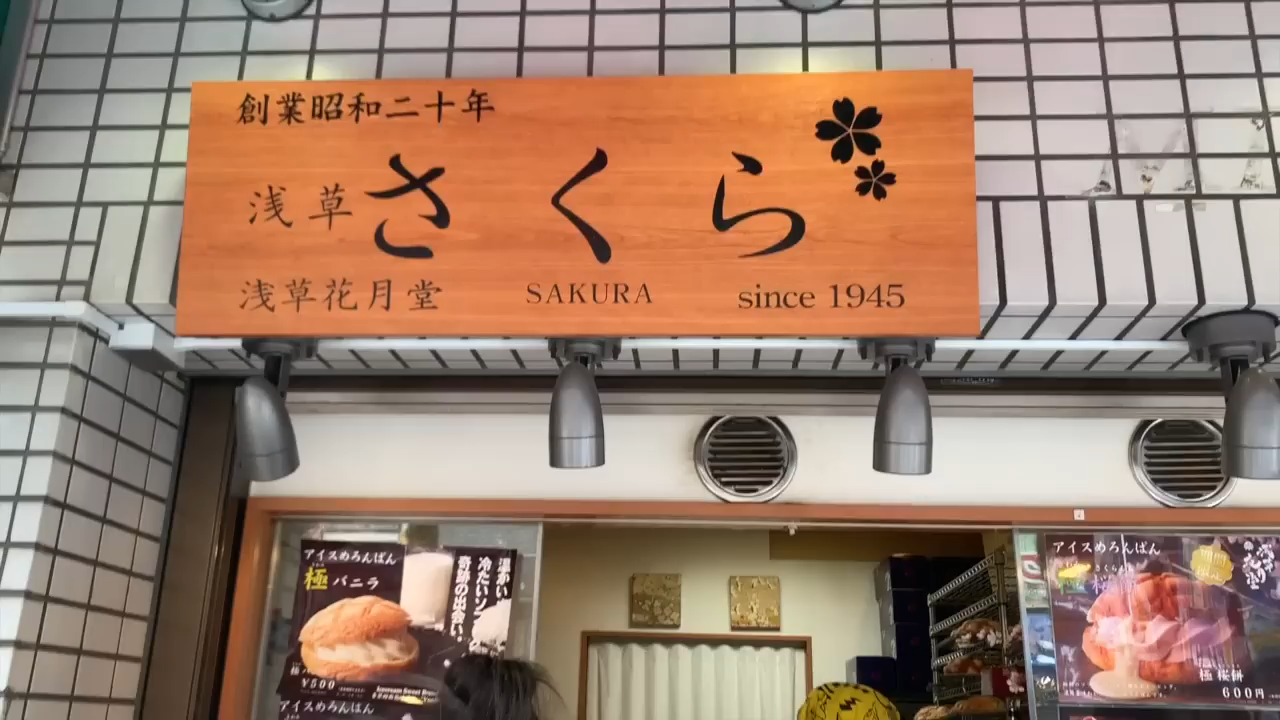 創業昭和二十年
浅草 さくら
浅草花月堂 SAKURA since 1945
アイスめろんぱん
極 バニラ
温かい
冷たいソフ
奇跡の出会い。
¥500
アイスめろんぱん
アイスめろんぱん
極 桜餅
600円